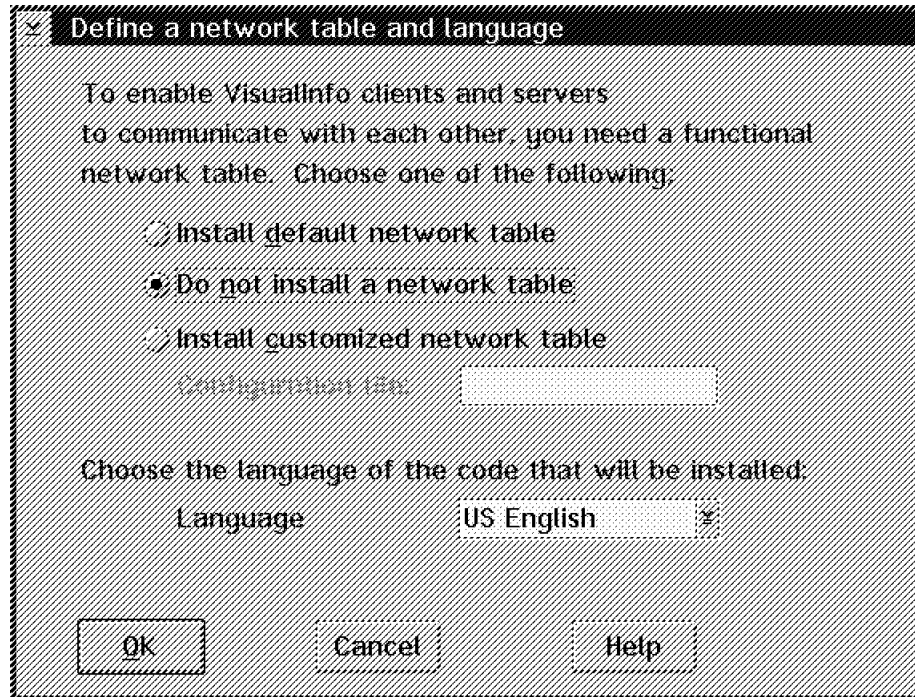 Define a network table and language
To enable VisualInfo clients and servers
to communicate with each other, you need a functional
network table. Choose one of the following:
Install default network table
Do not install a network table
Install customized network table
Configuration file:
Choose the language of the code that will be installed:
Language US English
OK Cancel Help